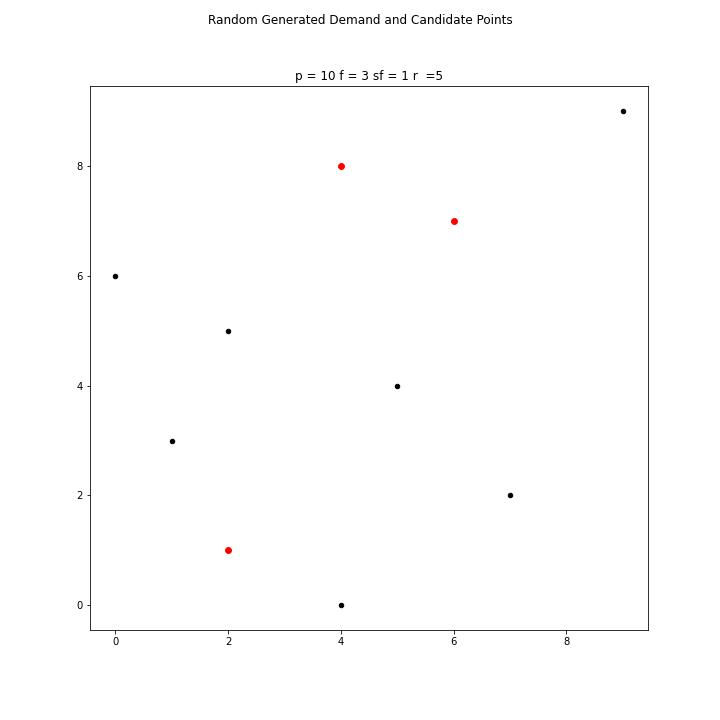 Random Generated Demand and Candidate Points
p = 10 f = 3 sf = 1 r  =5
8
6
4
2
0
0 2 4 6 8